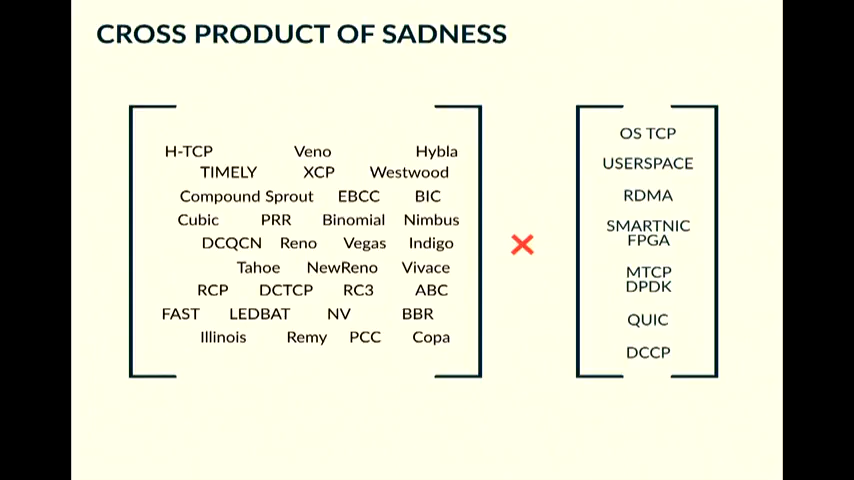 CROSS PRODUCT OF SADNESS
H-TCP Veno Hybla
TIMELY XCP Westwood
Compound Sprout EBCC BIC
Cubic PRR Binomial Nimbus
DCQCN Reno Vegas Indigo
Tahoe NewReno Vivace
RCP DCTCP RC3 ABC
FAST LEDBAT NV BBR
Illinois Remy PCC Copa
OS TCP
USERSPACE
RDMA
SMARTNIC
FPGA
MTCP
DPDK
QUIC
DCCP